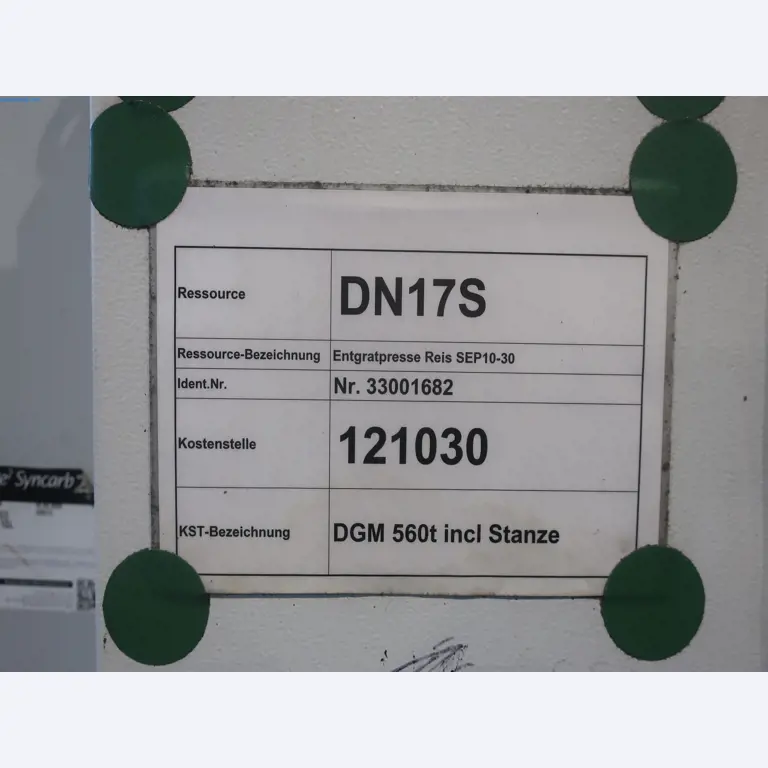 Ressource DN17S
Ressource-Bezeichnung Entgratpresse Reis SEP10-30
Ident.Nr. Nr. 33001682
Kostenstelle 121030
KST-Bezeichnung DGM 560t incl Stanze
Syncarb